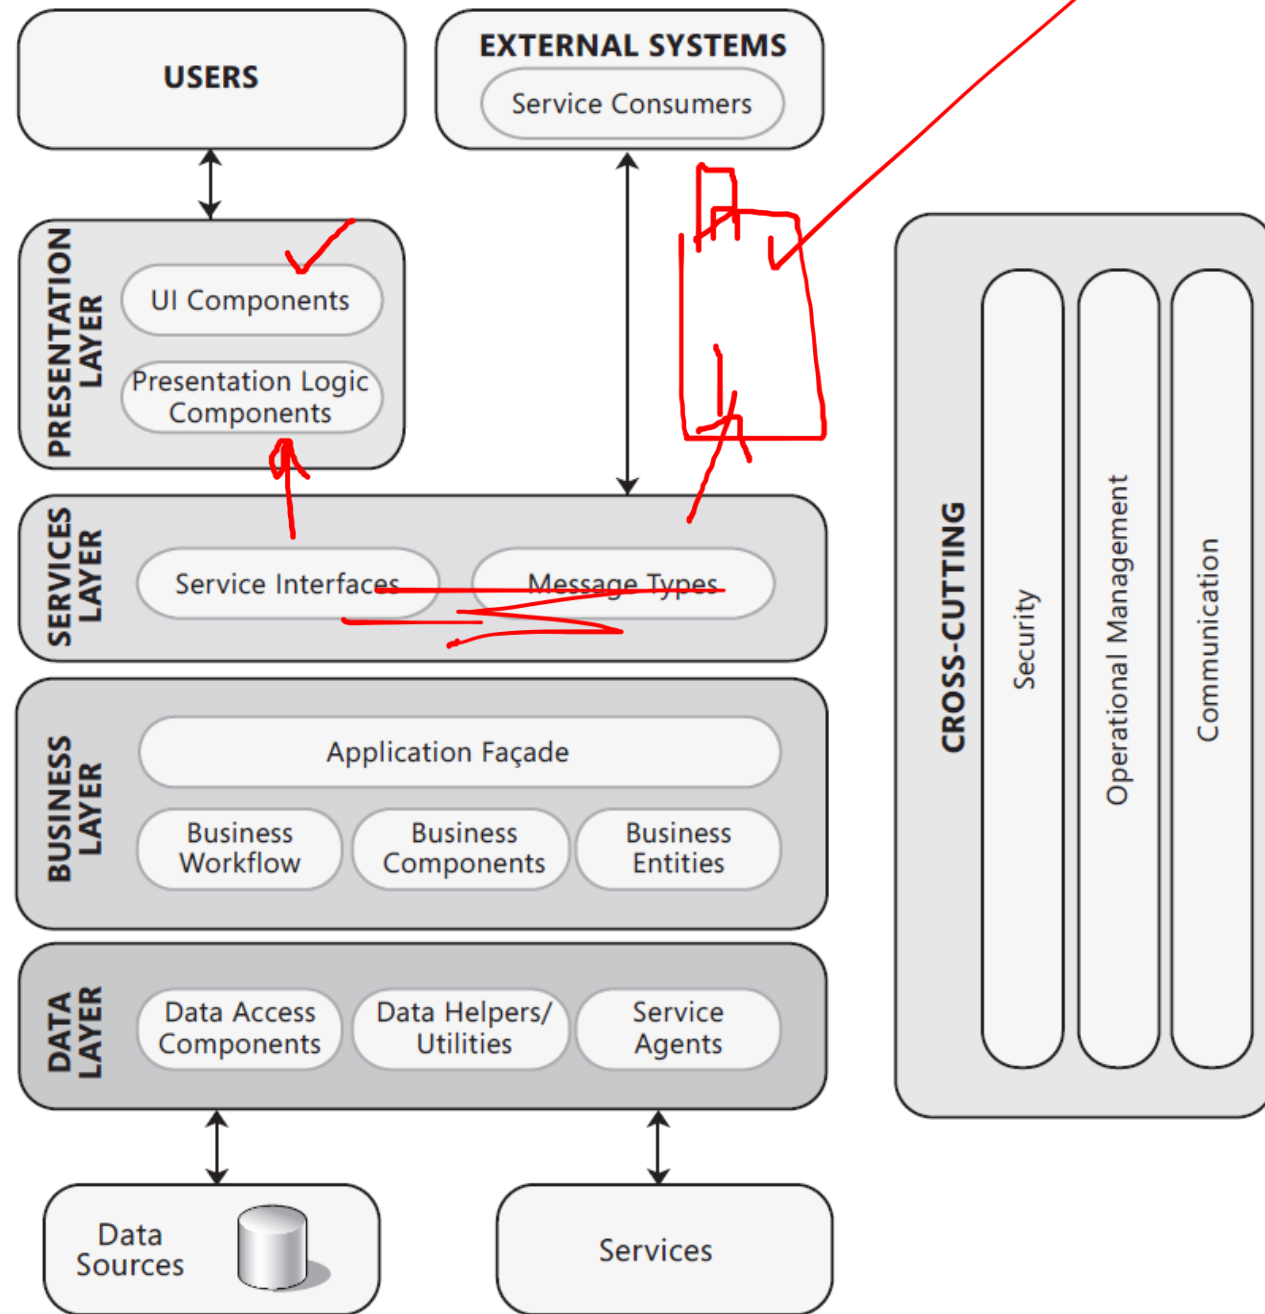 USERS
EXTERNAL SYSTEMS
Service Consumers
PRESENTATION
LAYER
UI Components
Presentation Logic
Components
SERVICES
LAYER
Service Interfaces
Message Types
BUSINESS
LAYER
Application Façade
Business
Workflow
Business
Components
Business
Entities
DATA
LAYER
Data Access
Components
Data Helpers/
Utilities
Service
Agents
Data
Sources
Services
CROSS-CUTTING
Security
Operational Management
Communication